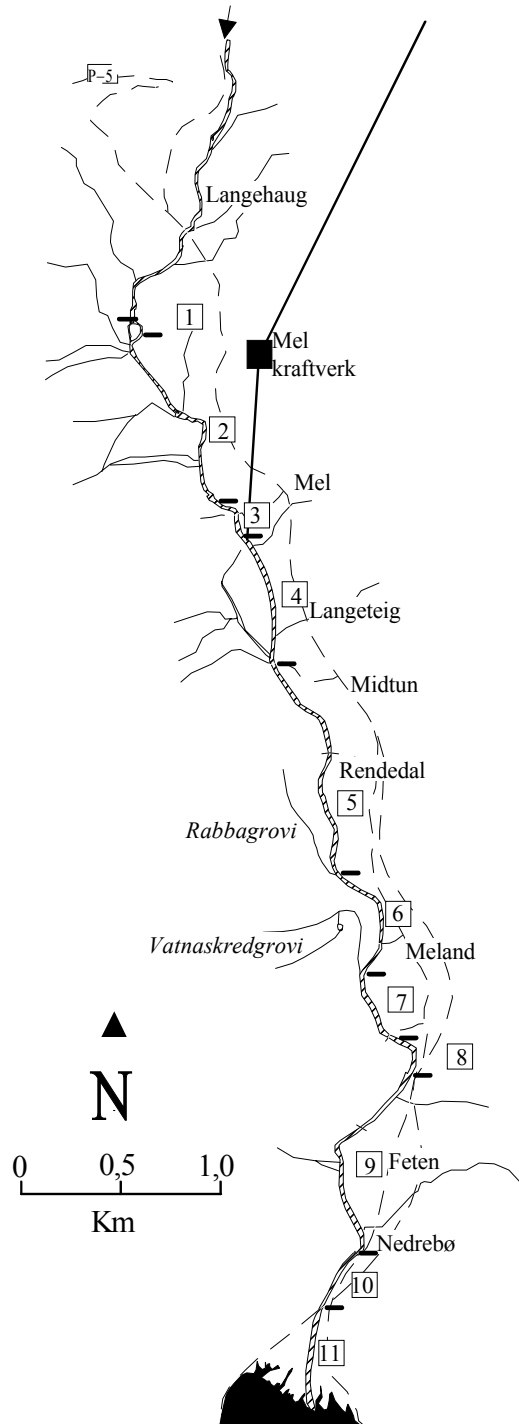 P-5
Langehaug
1
Mel
kraftverk
2
Mel
3
4
Langeteig
Midtun
Rendedal
5
Rabbagrovi
6
Vatnaskredgrovi
Meland
7
8
N
9
Feten
0 0,5 1,0
Km
Nedrebø
10
11